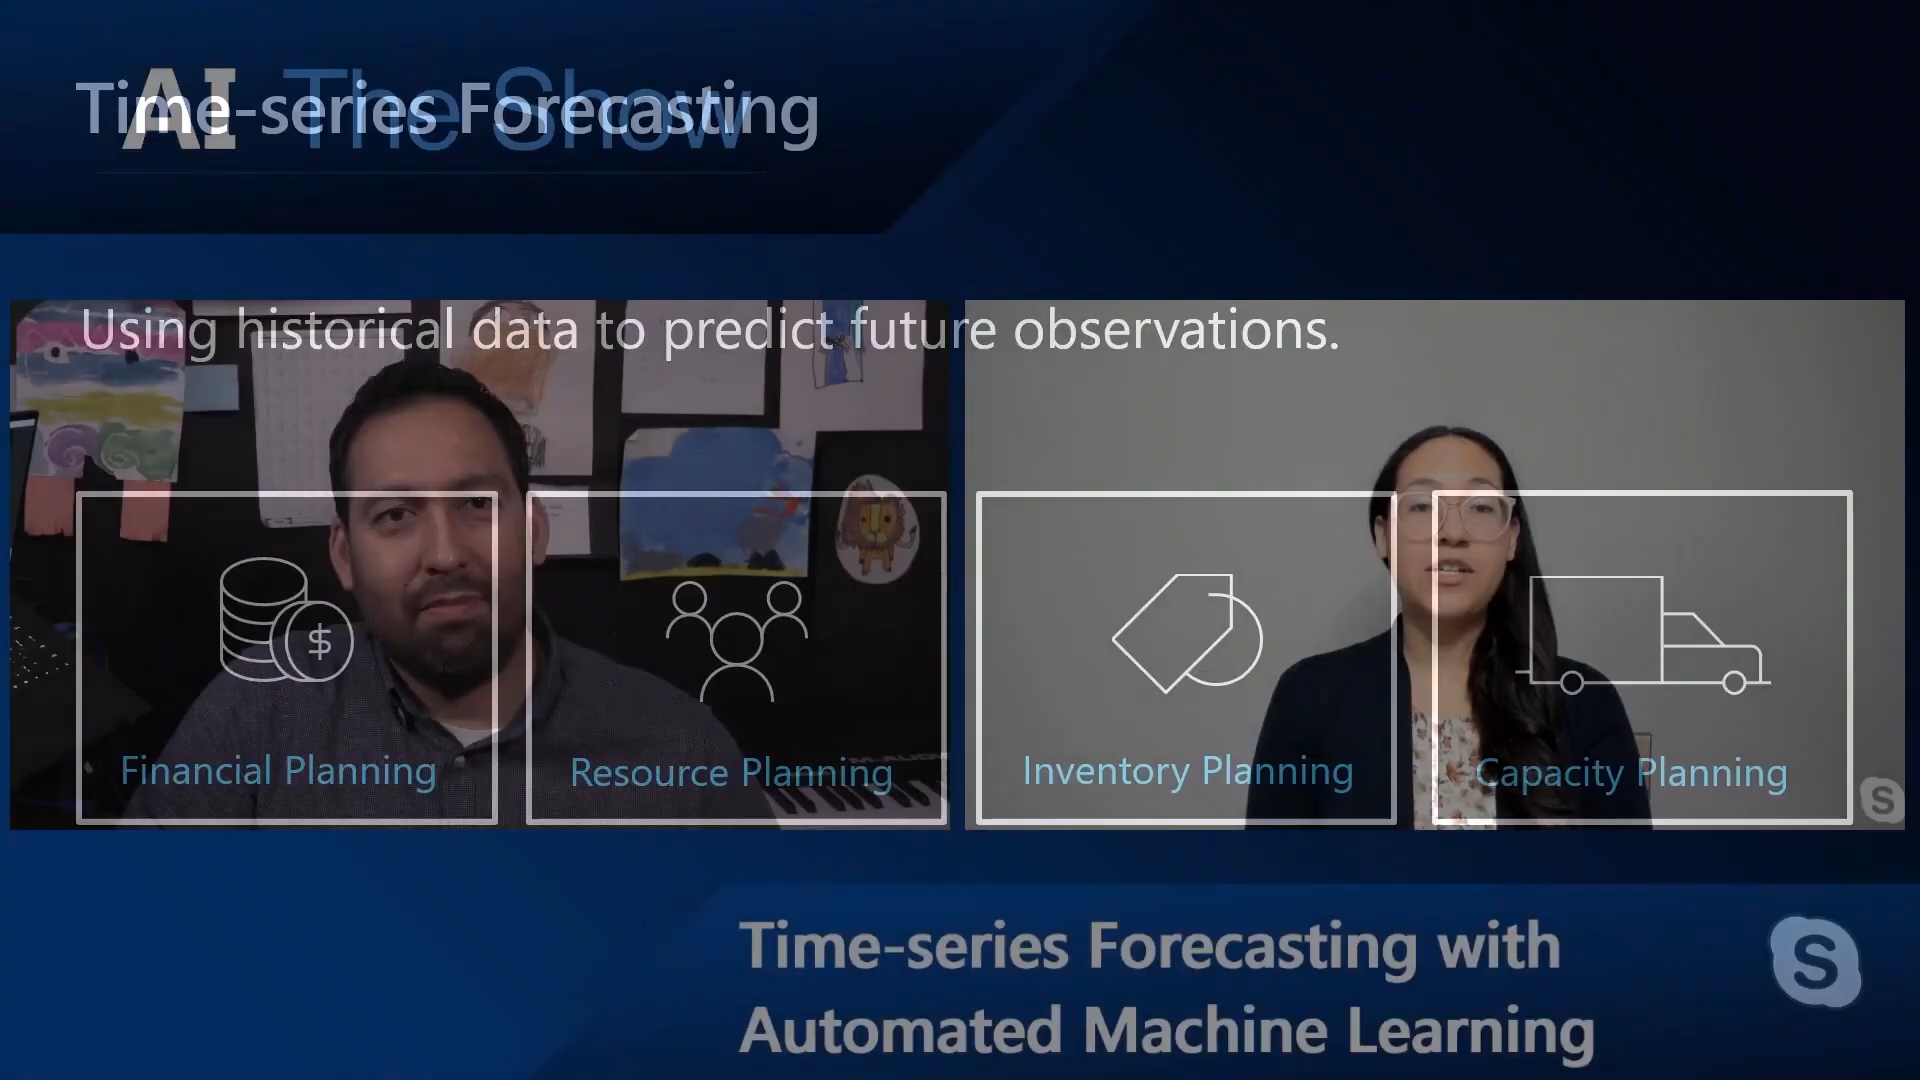 Time-series Forecasting
AI The Show
Using historical data to predict future observations.
$
Financial Planning
Resource Planning
Inventory Planning
Capacity Planning
S
Time-series Forecasting with
Automated Machine Learning
S